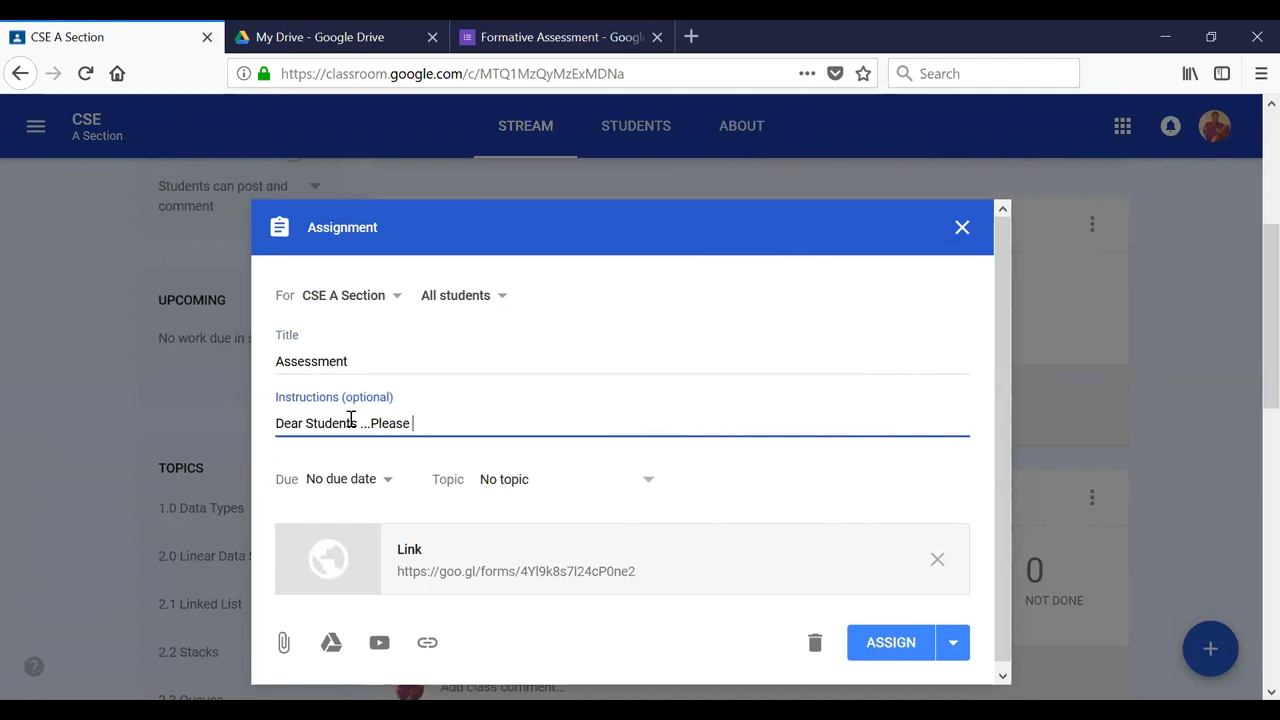 CSE A Section
My Drive - Google Drive
Formative Assessment - Googl
https://classroom.google.com/c/MTQ1MzQyMzExMDNa
Search
CSE
A Section
STREAM
STUDENTS
ABOUT
Students can post and
comment
UPCOMING
No work due in s
TOPICS
1.0 Data Types
2.0 Linear Data S
2.1 Linked List
2.2 Stacks
2.3 Queues
Assignment
For CSE A Section All students
Title
Assessment
Instructions (optional)
Dear Students ...Please
Due No due date Topic No topic
Link
https://goo.gl/forms/4Yl9k8s7l24cP0ne2
ASSIGN
0
NOT DONE
Add class comment...